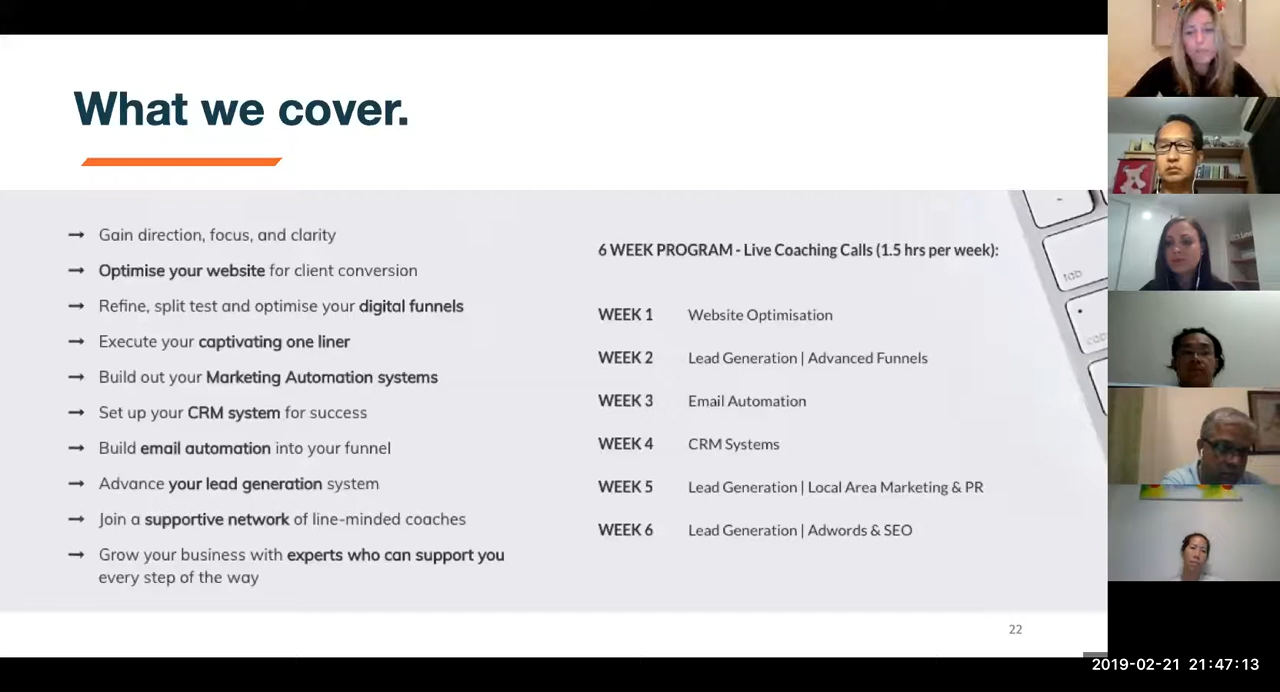 What we cover.
→ Gain direction, focus, and clarity
→ Optimise your website for client conversion
→ Refine, split test and optimise your digital funnels
→ Execute your captivating one liner
→ Build out your Marketing Automation systems
→ Set up your CRM system for success
→ Build email automation into your funnel
→ Advance your lead generation system
→ Join a supportive network of line-minded coaches
→ Grow your business with experts who can support you
every step of the way
6 WEEK PROGRAM - Live Coaching Calls (1.5 hrs per week):
WEEK 1 Website Optimisation
WEEK 2 Lead Generation | Advanced Funnels
WEEK 3 Email Automation
WEEK 4 CRM Systems
WEEK 5 Lead Generation | Local Area Marketing & PR
WEEK 6 Lead Generation | Adwords & SEO
tab
22
2019-02-21 21:47:13